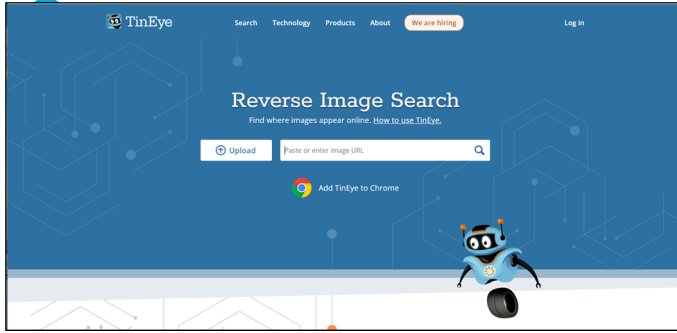 TinEye
Search Technology Products About We are hiring Log in
Reverse Image Search
Find where images appear online. How to use TinEye.
Upload Paste or enter image URL
Add TinEye to Chrome